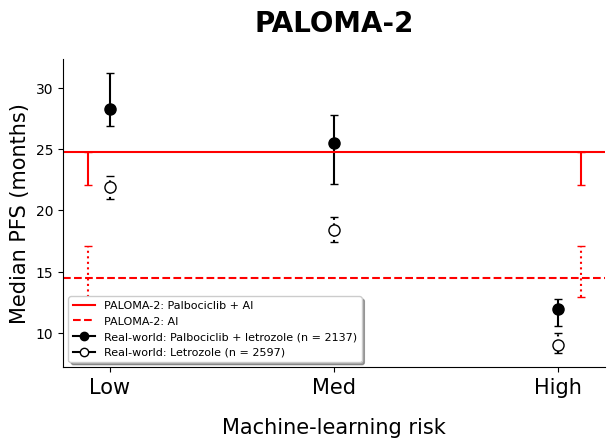 PALOMA-2
Median PFS (months)
30
25
20
15
10
PALOMA-2: Palbociclib + AI
PALOMA-2: AI
Real-world: Palbociclib + letrozole (n = 2137)
Real-world: Letrozole (n = 2597)
Low
Med
High
Machine-learning risk